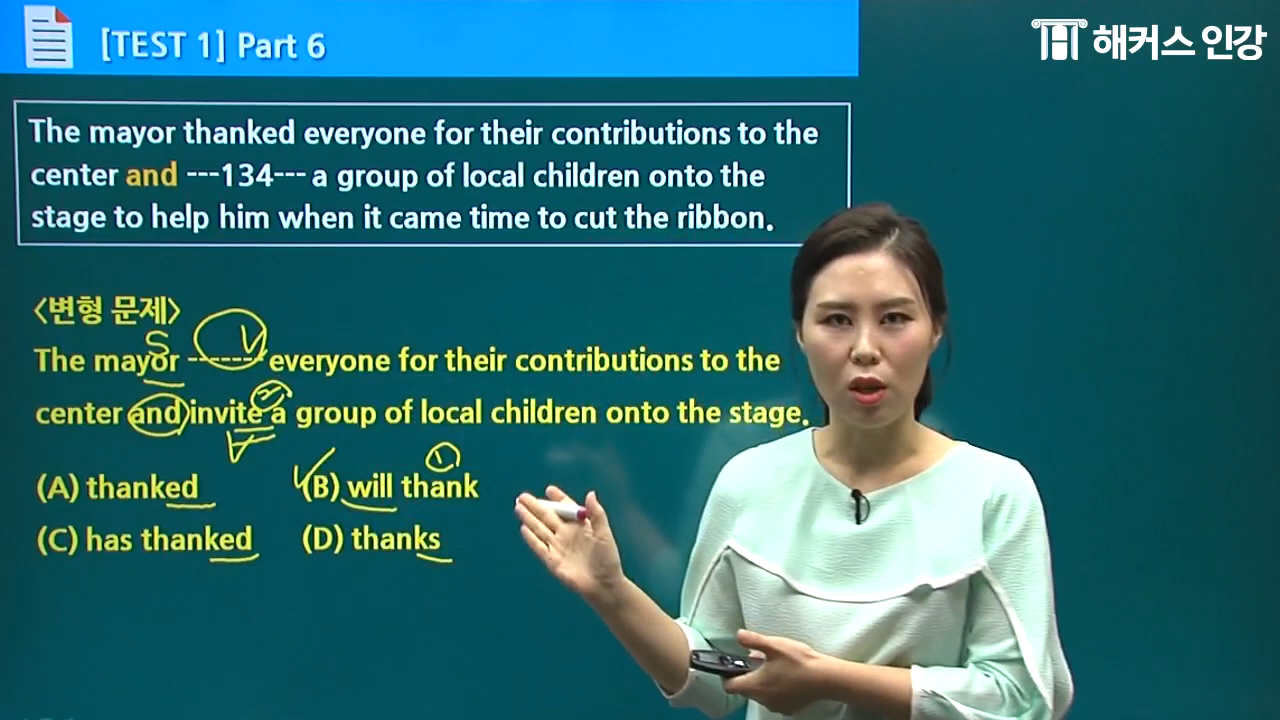 [TEST 1] Part 6
해커스 인강
The mayor thanked everyone for their contributions to the
center and ---134--- a group of local children onto the
stage to help him when it came time to cut the ribbon.
<변형 문제>
S V
The mayor ------- everyone for their contributions to the
center and invite a group of local children onto the stage.
(A) thanked (B) will thank
(C) has thanked (D) thanks